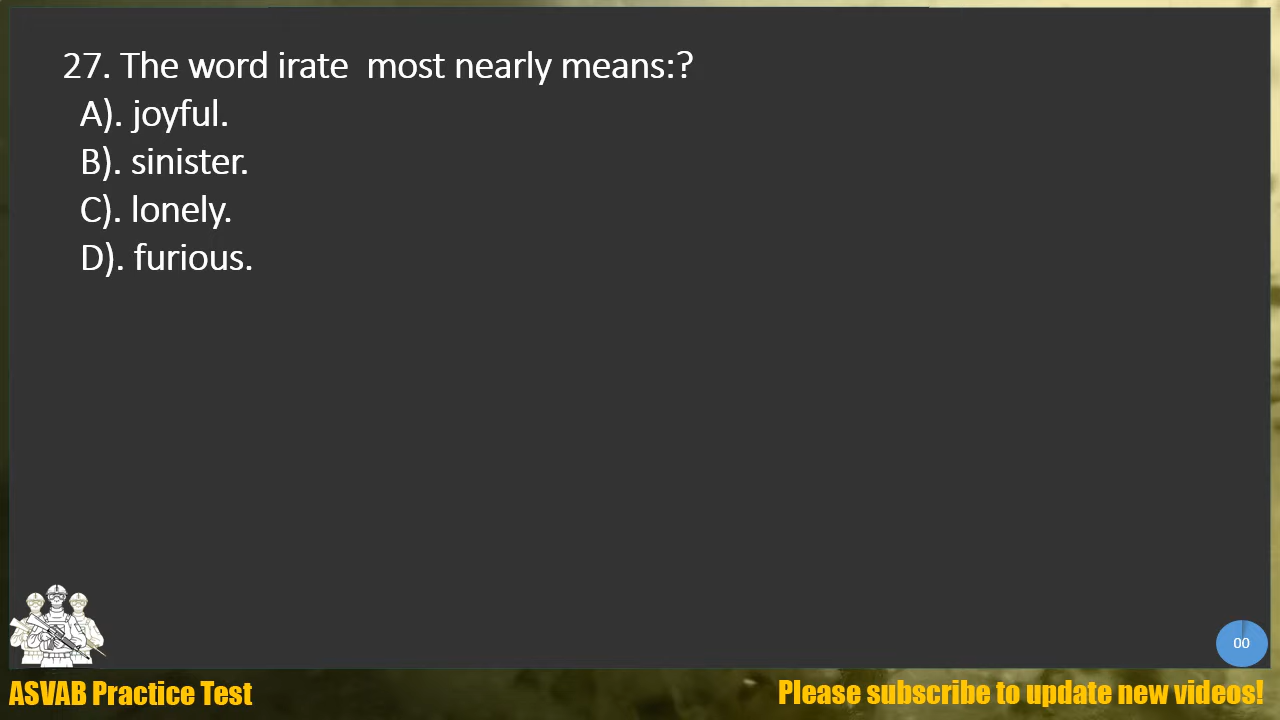 27. The word irate  most nearly means:?
A). joyful.
B). sinister.
C). lonely.
D). furious.
00
ASVAB Practice Test
Please subscribe to update new videos!